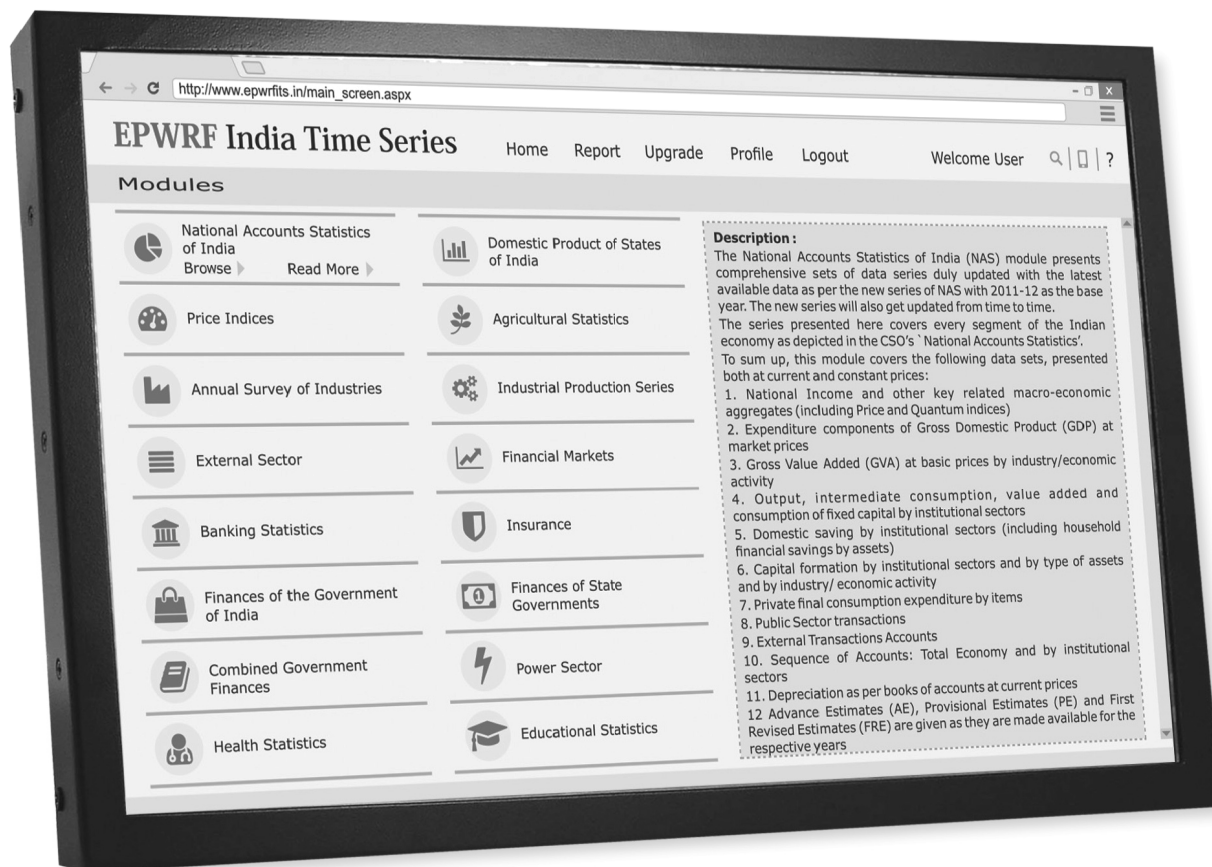 http://www.epwrfits.in/main_screen.aspx
EPWRF India Time Series
Home Report Upgrade Profile Logout Welcome User ?
Modules
National Accounts Statistics
of India
Browse Read More
Domestic Product of States
of India
Price Indices
Agricultural Statistics
Annual Survey of Industries
Industrial Production Series
External Sector
Financial Markets
Banking Statistics
Insurance
Finances of the Government
of India
Finances of State
Governments
Combined Government
Finances
Power Sector
Health Statistics
Educational Statistics
Description :
The National Accounts Statistics of India (NAS) module presents
comprehensive sets of data series duly updated with the latest
available data as per the new series of NAS with 2011-12 as the base
year. The new series will also get updated from time to time.
The series presented here covers every segment of the Indian
economy as depicted in the CSO's `National Accounts Statistics'.
To sum up, this module covers the following data sets, presented
both at current and constant prices:
1. National Income and other key related macro-economic
aggregates (including Price and Quantum indices)
2. Expenditure components of Gross Domestic Product (GDP) at
market prices
3. Gross Value Added (GVA) at basic prices by industry/economic
activity
4. Output, intermediate consumption, value added and
consumption of fixed capital by institutional sectors
5. Domestic saving by institutional sectors (including household
financial savings by assets)
6. Capital formation by institutional sectors and by type of assets
and by industry/ economic activity
7. Private final consumption expenditure by items
8. Public Sector transactions
9. External Transactions Accounts
10. Sequence of Accounts: Total Economy and by institutional
sectors
11. Depreciation as per books of accounts at current prices
12 Advance Estimates (AE), Provisional Estimates (PE) and First
Revised Estimates (FRE) are given as they are made available for the
respective years